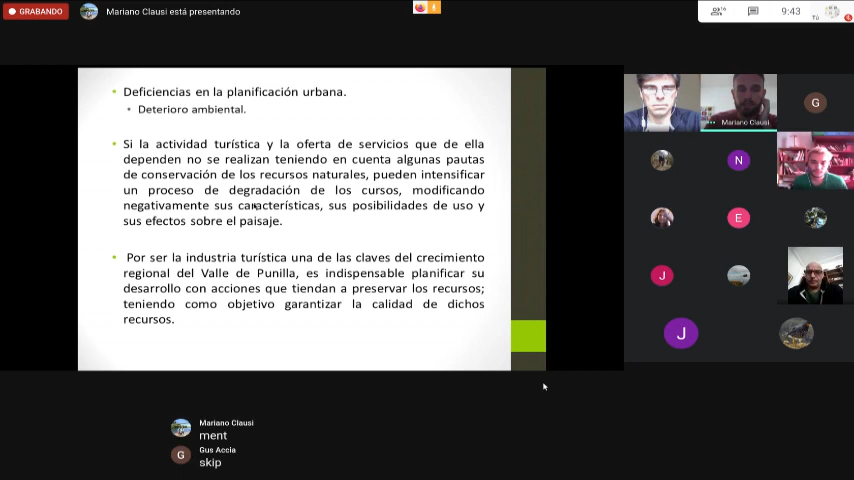 GRABANDO
Mariano Clausi está presentando
16
9:43
Tú
Deficiencias en la planificación urbana.
Deterioro ambiental.
Si la actividad turística y la oferta de servicios que de ella
dependen no se realizan teniendo en cuenta algunas pautas
de conservación de los recursos naturales, pueden intensificar
un proceso de degradación de los cursos, modificando
negativamente sus características, sus posibilidades de uso y
sus efectos sobre el paisaje.
Por ser la industria turística una de las claves del crecimiento
regional del Valle de Punilla, es indispensable planificar su
desarrollo con acciones que tiendan a preservar los recursos;
teniendo como objetivo garantizar la calidad de dichos
recursos.
Mariano Clausi
G
N
E
J
J
Mariano Clausi
ment
G
Gus Accia
skip